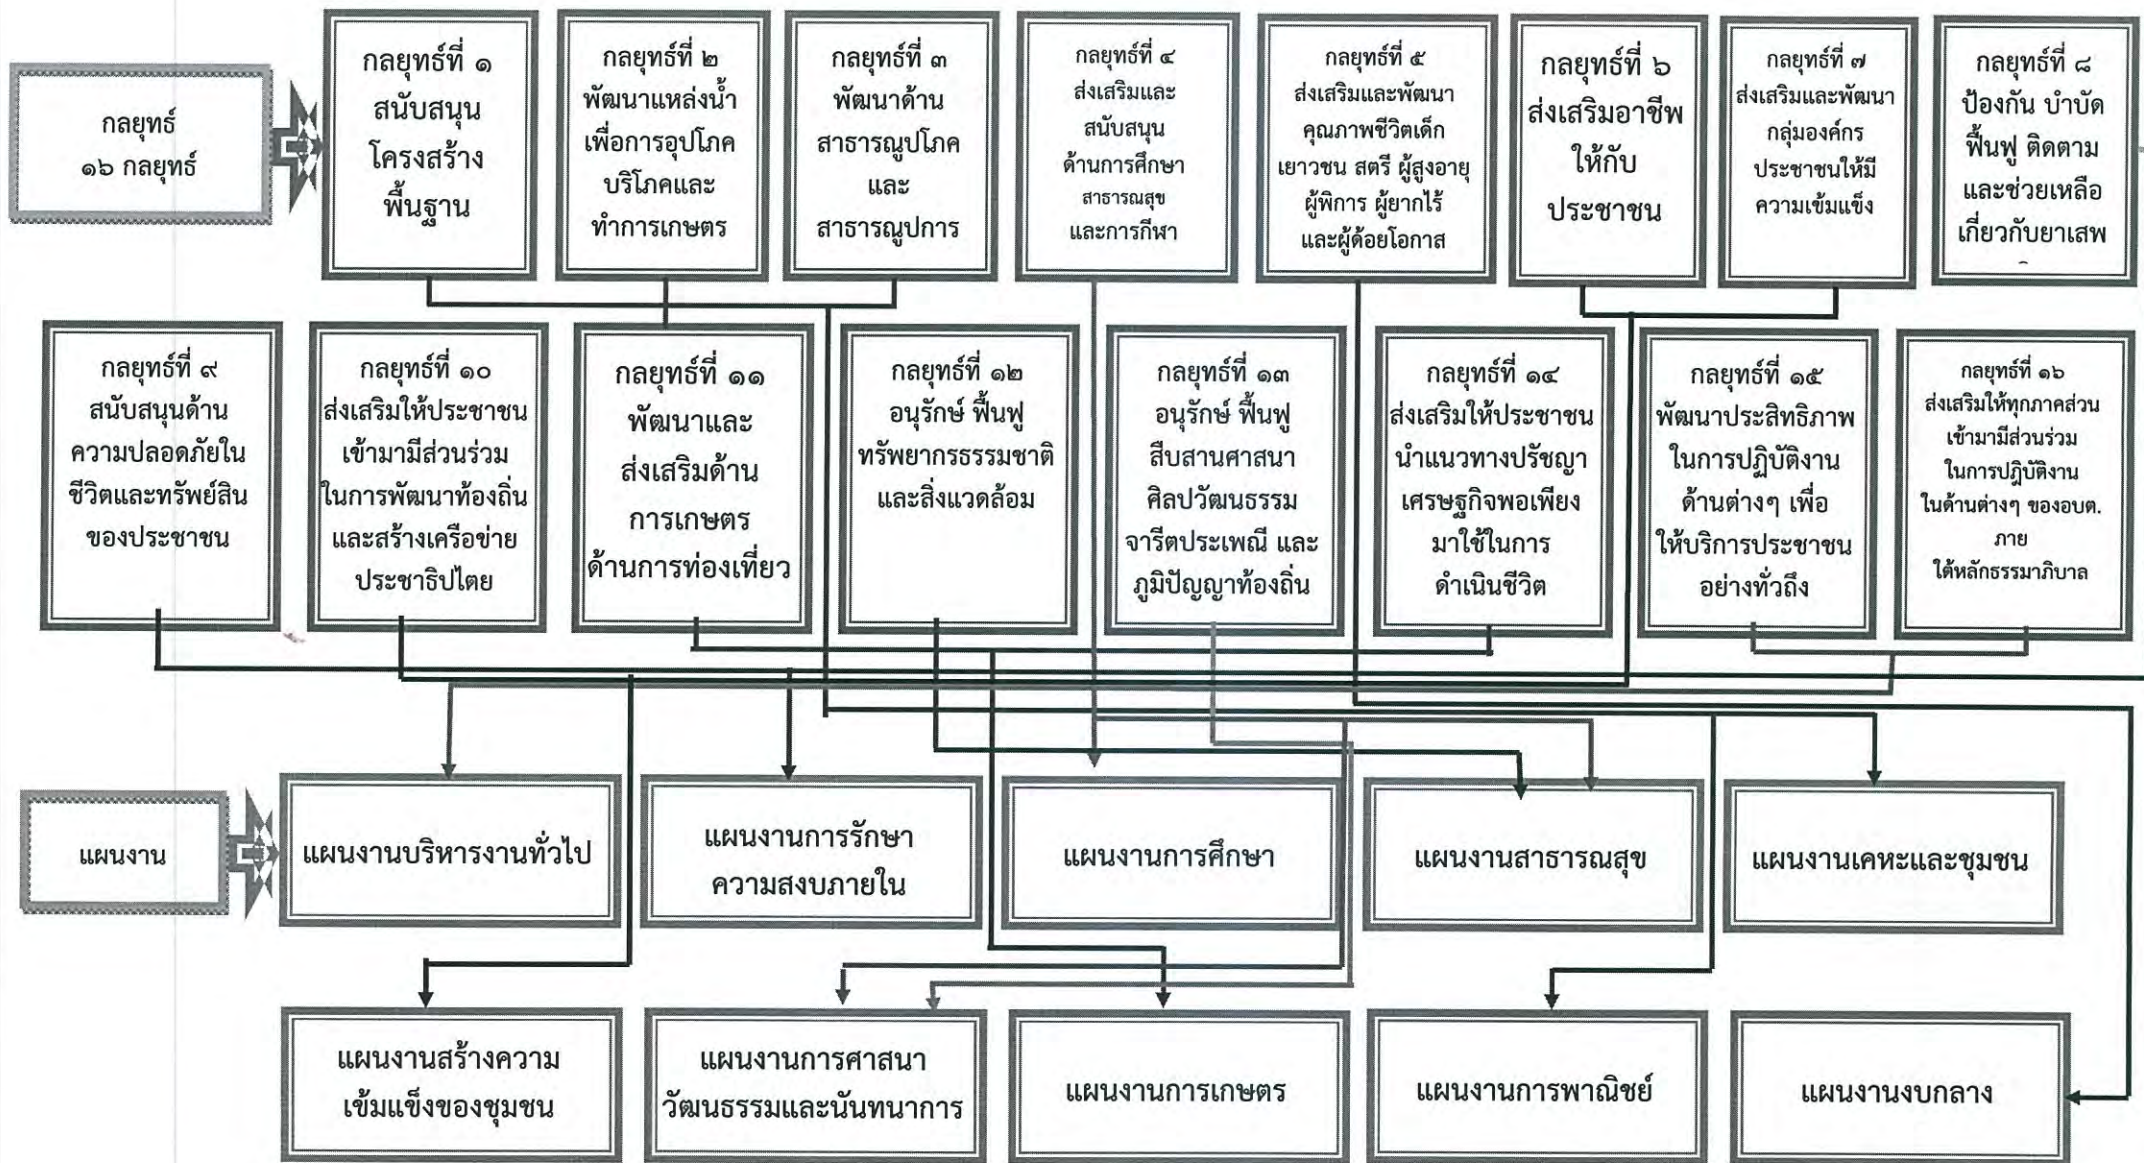 กลยุทธ์
๑๖ กลยุทธ์
กลยุทธ์ที่ ๑
สนับสนุน
โครงสร้าง
พื้นฐาน
กลยุทธ์ที่ ๒
พัฒนาแหล่งน้ำ
เพื่อการอุปโภค
บริโภคและ
ทำการเกษตร
กลยุทธ์ที่ ๓
พัฒนาด้าน
สาธารณูปโภค
และ
สาธารณูปการ
กลยุทธ์ที่ ๔
ส่งเสริมและ
สนับสนุน
ด้านการศึกษา
สาธารณสุข
และการกีฬา
กลยุทธ์ที่ ๕
ส่งเสริมและพัฒนา
คุณภาพชีวิตเด็ก
เยาวชน สตรี ผู้สูงอายุ
ผู้พิการ ผู้ยากไร้
และผู้ด้อยโอกาส
กลยุทธ์ที่ ๖
ส่งเสริมอาชีพ
ให้กับ
ประชาชน
กลยุทธ์ที่ ๗
ส่งเสริมและพัฒนา
กลุ่มองค์กร
ประชาชนให้มี
ความเข้มแข็ง
กลยุทธ์ที่ ๘
ป้องกัน บำบัด
ฟื้นฟู ติดตาม
และช่วยเหลือ
เกี่ยวกับยาเสพ
กลยุทธ์ที่ ๙
สนับสนุนด้าน
ความปลอดภัยใน
ชีวิตและทรัพย์สิน
ของประชาชน
กลยุทธ์ที่ ๑๐
ส่งเสริมให้ประชาชน
เข้ามามีส่วนร่วม
ในการพัฒนาท้องถิ่น
และสร้างเครือข่าย
ประชาธิปไตย
กลยุทธ์ที่ ๑๑
พัฒนาและ
ส่งเสริมด้าน
การเกษตร
ด้านการท่องเที่ยว
กลยุทธ์ที่ ๑๒
อนุรักษ์ ฟื้นฟู
ทรัพยากรธรรมชาติ
และสิ่งแวดล้อม
กลยุทธ์ที่ ๑๓
อนุรักษ์ ฟื้นฟู
สืบสานศาสนา
ศิลปวัฒนธรรม
จารีตประเพณี และ
ภูมิปัญญาท้องถิ่น
กลยุทธ์ที่ ๑๔
ส่งเสริมให้ประชาชน
นำแนวทางปรัชญา
เศรษฐกิจพอเพียง
มาใช้ในการ
ดำเนินชีวิต
กลยุทธ์ที่ ๑๕
พัฒนาประสิทธิภาพ
ในการปฏิบัติงาน
ด้านต่างๆ เพื่อ
ให้บริการประชาชน
อย่างทั่วถึง
กลยุทธ์ที่ ๑๖
ส่งเสริมให้ทุกภาคส่วน
เข้ามามีส่วนร่วม
ในการปฏิบัติงาน
ในด้านต่างๆ ของอบต.
ภาย
ใต้หลักธรรมาภิบาล
แผนงาน
แผนงานบริหารงานทั่วไป
แผนงานการรักษา
ความสงบภายใน
แผนงานการศึกษา
แผนงานสาธารณสุข
แผนงานเคหะและชุมชน
แผนงานสร้างความ
เข้มแข็งของชุมชน
แผนงานการศาสนา
วัฒนธรรมและนันทนาการ
แผนงานการเกษตร
แผนงานการพาณิชย์
แผนงานงบกลาง